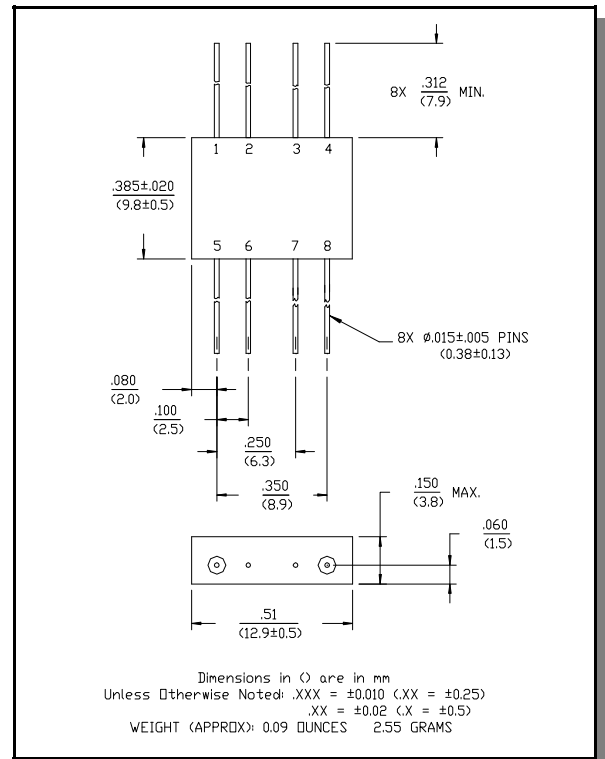 .312
8X MIN.
(7.9)
1 2 3 4
.385±.020
(9.8±0.5)
5 6 7 8
8X Ø.015±.005 PINS
(0.38±0.13)
.080
(2.0)
.100
(2.5)
.250
(6.3)
.350
(8.9)
.150
MAX.
(3.8)
.060
(1.5)
.51
(12.9±0.5)
Dimensions in () are in mm
Unless Otherwise Noted: .XXX = ±0.010 (.XX = ±0.25)
.XX = ±0.02 (.X = ±0.5)
WEIGHT (APPROX): 0.09 OUNCES 2.55 GRAMS